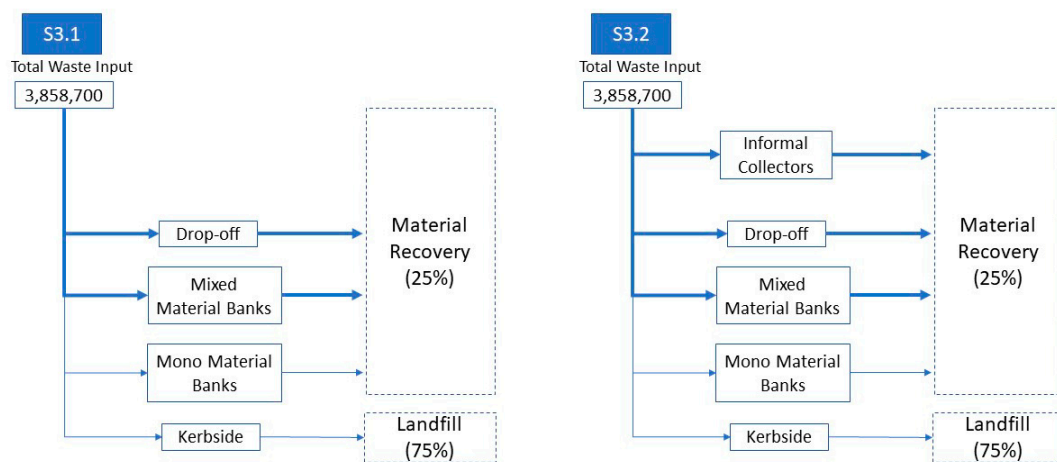 S3.1
Total Waste Input
3,858,700
Drop-off
Mixed
Material Banks
Mono Material
Banks
Kerbside
Material
Recovery
(25%)
Landfill
(75%)
S3.2
Total Waste Input
3,858,700
Informal
Collectors
Drop-off
Mixed
Material Banks
Mono Material
Banks
Kerbside
Material
Recovery
(25%)
Landfill
(75%)